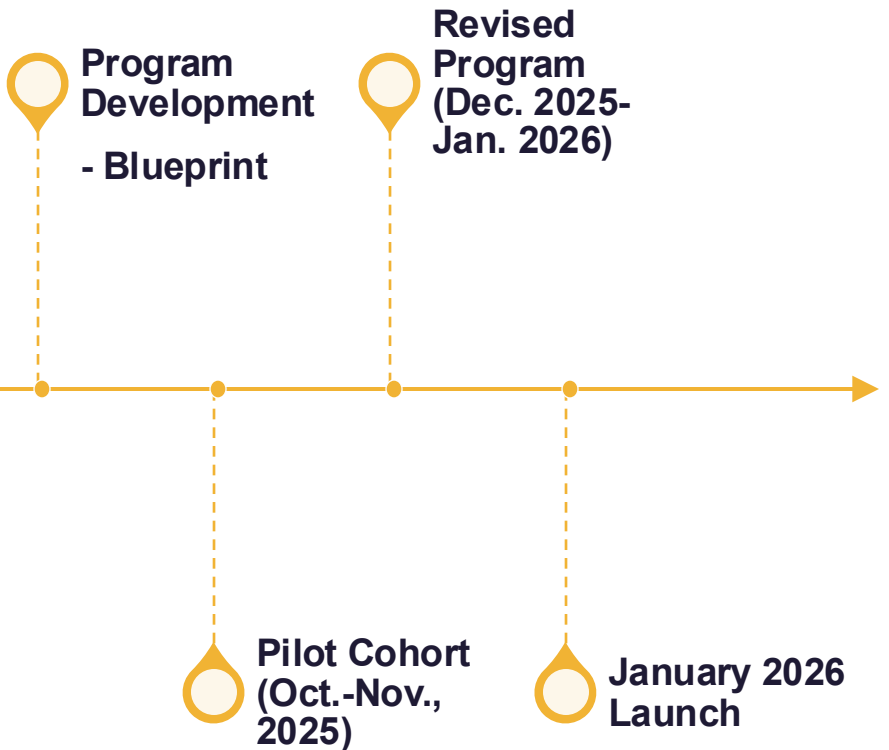 Program
Development
- Blueprint
Revised
Program
(Dec. 2025-
Jan. 2026)
Pilot Cohort
(Oct.-Nov.,
2025)
January 2026
Launch